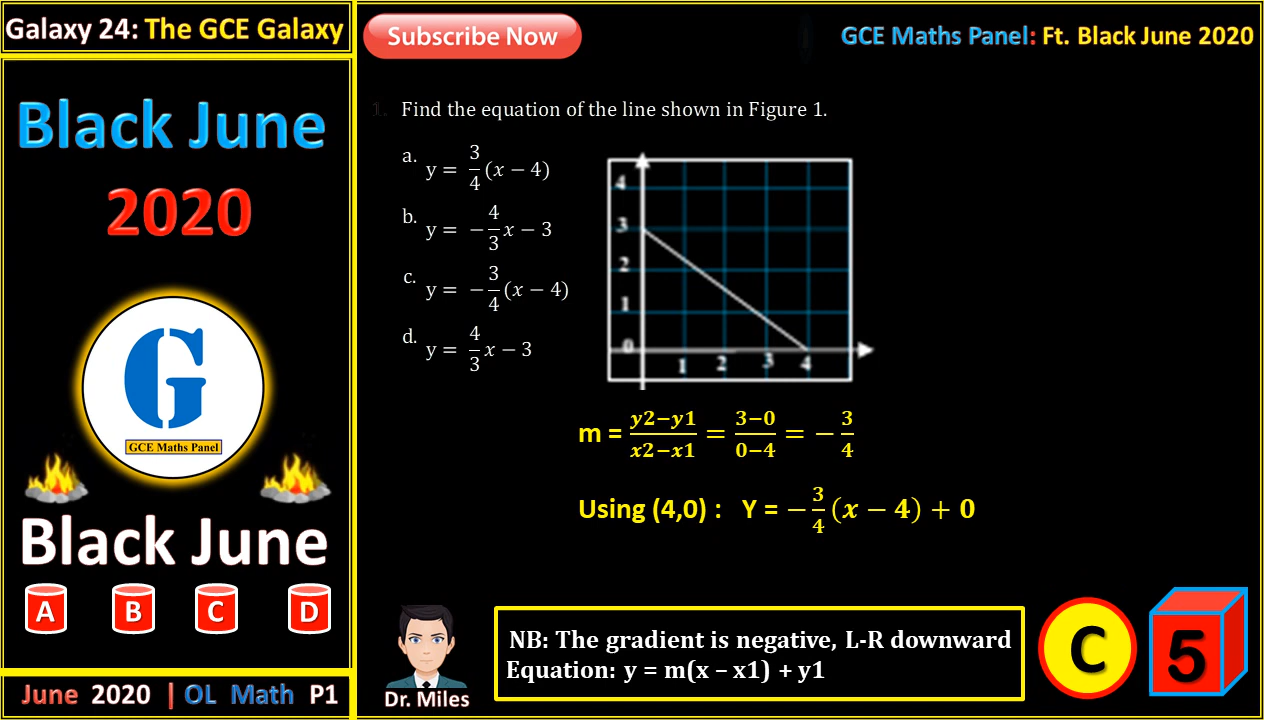 Galaxy 24: The GCE Galaxy
Subscribe Now
GCE Maths Panel: Ft. Black June 2020
Black June
2020
G
GCE Maths Panel
Black June
A B C D
June 2020 | OL Math P1
1. Find the equation of the line shown in Figure 1.
a. y = 3/4 (x − 4)
b. y = −4/3 x − 3
c. y = −3/4 (x − 4)
d. y = 4/3 x − 3
4
3
2
1
0
1 2 3 4
m = y2−y1/x2−x1 = 3−0/0−4 = −3/4
Using (4,0) : Y = −3/4 (x − 4) + 0
Dr. Miles
NB: The gradient is negative, L-R downward
Equation: y = m(x – x1) + y1
C
5